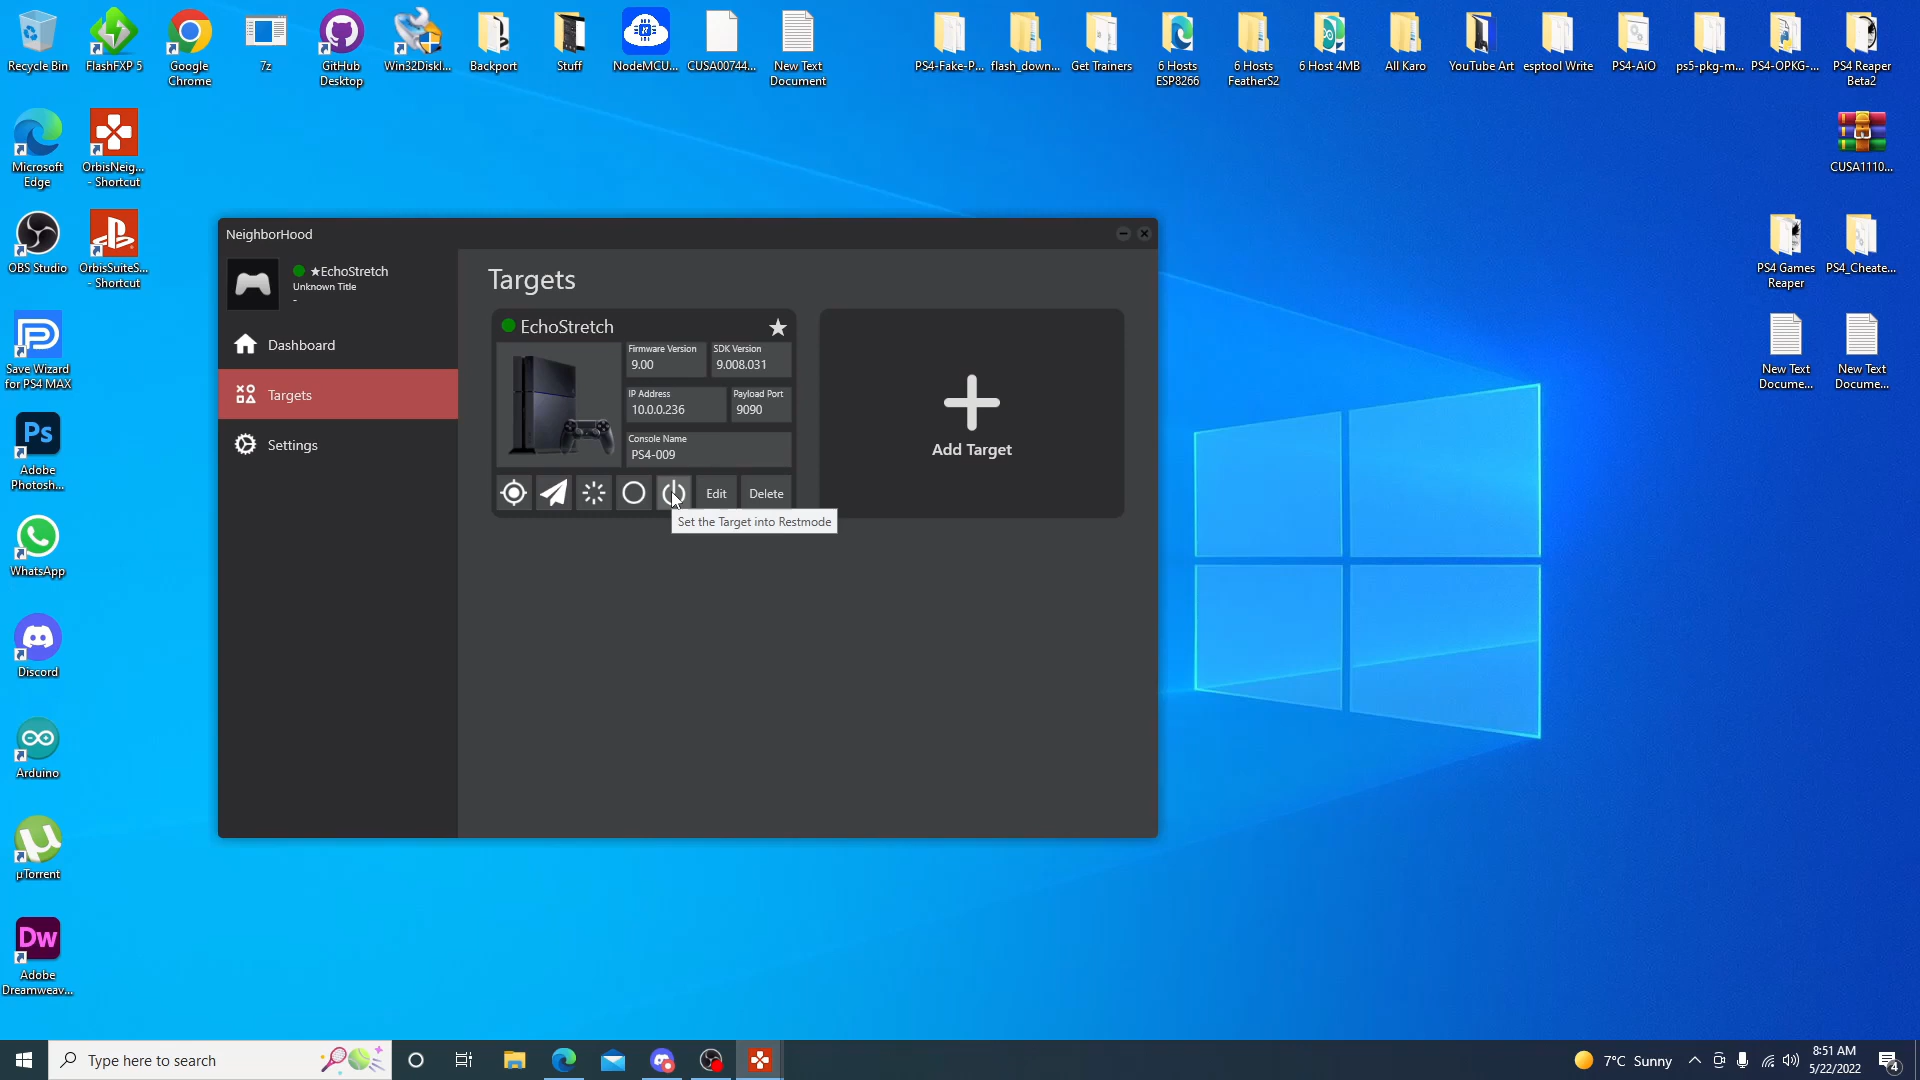 Recycle Bin
FlashFXP 5
Google
Chrome
7z
GitHub
Desktop
Win32DiskI...
Backport
Stuff
NodeMCU...
CUSA00744...
New Text
Document
PS4-Fake-P...
flash_down...
Get Trainers
6 Hosts
ESP8266
6 Hosts
FeatherS2
6 Host 4MB
All Karo
YouTube Art
esptool Write
PS4-AiO
ps5-pkg-m...
PS4-OPKG-...
PS4 Reaper
Beta2
Microsoft
Edge
OrbisNeig...
- Shortcut
CUSA1110...
OBS Studio
OrbisSuiteS...
- Shortcut
PS4 Games
Reaper
PS4_Cheate...
Save Wizard
for PS4 MAX
New Text
Docume...
New Text
Docume...
Ps
Adobe
Photosh...
WhatsApp
Discord
Arduino
µTorrent
Dw
Adobe
Dreamweav...
NeighborHood
★EchoStretch
Unknown Title
-
Dashboard
Targets
Settings
Targets
EchoStretch
Firmware Version
9.00
SDK Version
9.008.031
IP Address
10.0.0.236
Payload Port
9090
Console Name
PS4-009
Edit
Delete
Set the Target into Restmode
Add Target
Type here to search
7°C Sunny
8:51 AM
5/22/2022
4